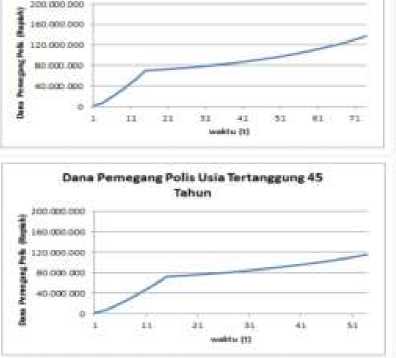 200.000.000
160.000.000
120.000.000
80.000.000
40.000.000
0
Dana Pemegang Polis (Rupiah)
1 11 21 31 41 51 61 71
waktu (t)
Dana Pemegang Polis Usia Tertanggung 45
Tahun
200.000.000
160.000.000
120.000.000
80.000.000
40.000.000
0
Dana Pemegang Polis (Rupiah)
1 11 21 31 41 51
waktu (t)